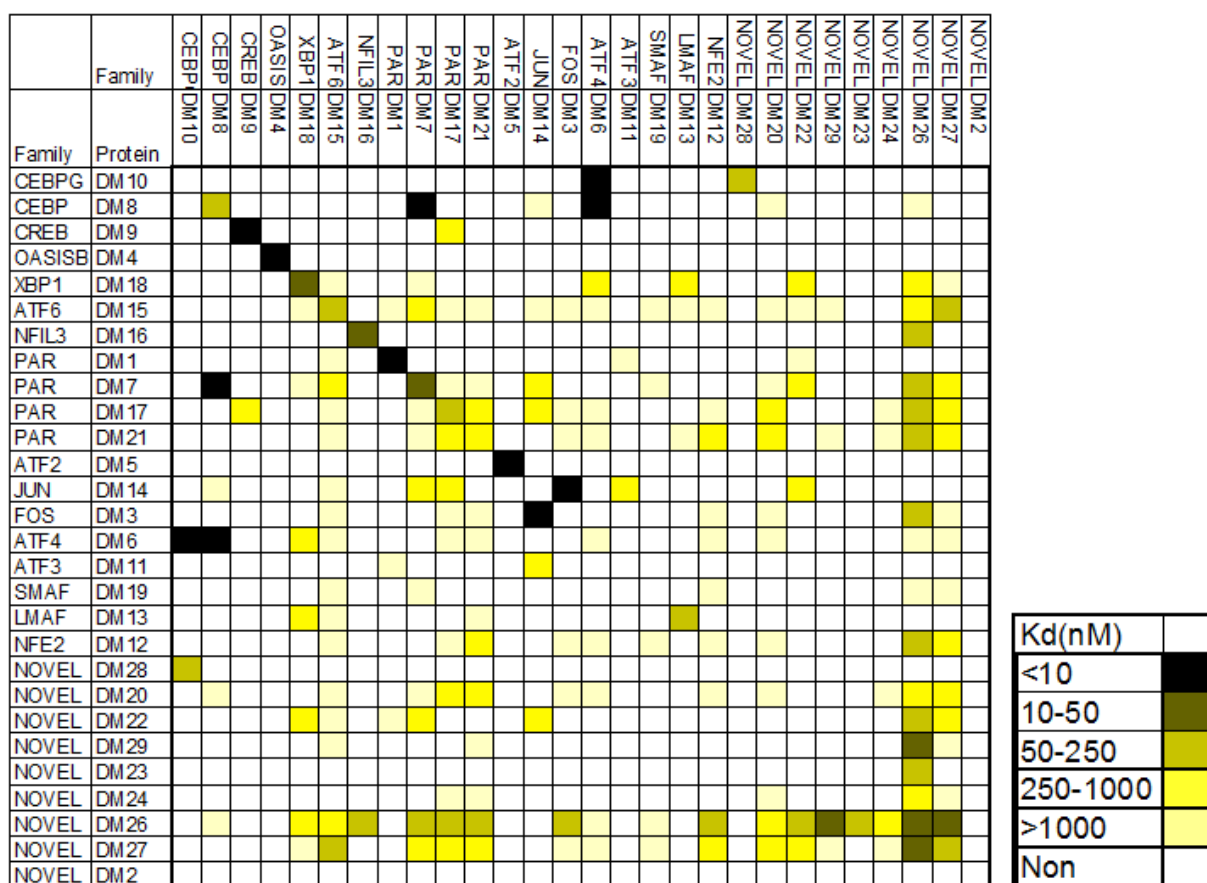 Family CEBP CEBP CREB OASIS XBP1 ATF6 NFIL3 PAR PAR PAR PAR ATF2 JUN FOS ATF4 ATF3 SMAF LMAF NFE2 NOVEL NOVEL NOVEL NOVEL NOVEL NOVEL NOVEL NOVEL NOVEL
Family Protein DM10 DM8 DM9 DM4 DM18 DM15 DM16 DM1 DM7 DM17 DM21 DM5 DM14 DM3 DM6 DM11 DM19 DM13 DM12 DM28 DM20 DM22 DM29 DM23 DM24 DM26 DM27 DM2
CEBPG DM10
CEBP DM8
CREB DM9
OASISB DM4
XBP1 DM18
ATF6 DM15
NFIL3 DM16
PAR DM1
PAR DM7
PAR DM17
PAR DM21
ATF2 DM5
JUN DM14
FOS DM3
ATF4 DM6
ATF3 DM11
SMAF DM19
LMAF DM13
NFE2 DM12
NOVEL DM28
NOVEL DM20
NOVEL DM22
NOVEL DM29
NOVEL DM23
NOVEL DM24
NOVEL DM26
NOVEL DM27
NOVEL DM2
Kd(nM)
<10
10-50
50-250
250-1000
>1000
Non